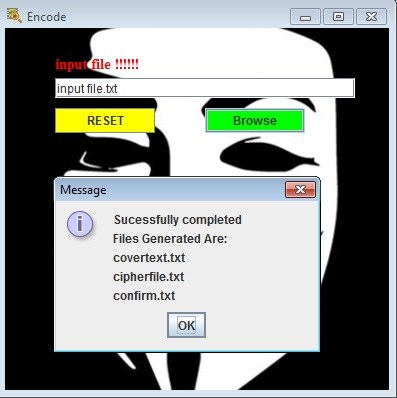 Encode
input file !!!!!!
input file.txt
RESET Browse
Message
Sucessfully completed
Files Generated Are:
covertext.txt
cipherfile.txt
confirm.txt
OK